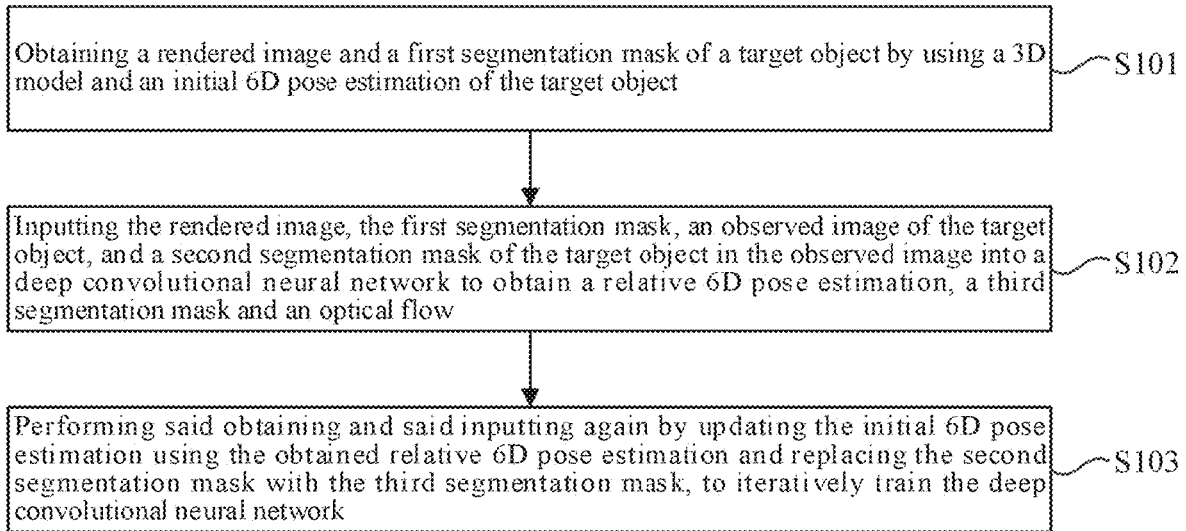 Obtaining a rendered image and a first segmentation mask of a target object by using a 3D
model and an initial 6D pose estimation of the target object
S101
Inputting the rendered image, the first segmentation mask, an observed image of the target
object, and a second segmentation mask of the target object in the observed image into a
deep convolutional neural network to obtain a relative 6D pose estimation, a third
segmentation mask and an optical flow
S102
Performing said obtaining and said inputting again by updating the initial 6D pose
estimation using the obtained relative 6D pose estimation and replacing the second
segmentation mask with the third segmentation mask, to iteratively train the deep
convolutional neural network
S103